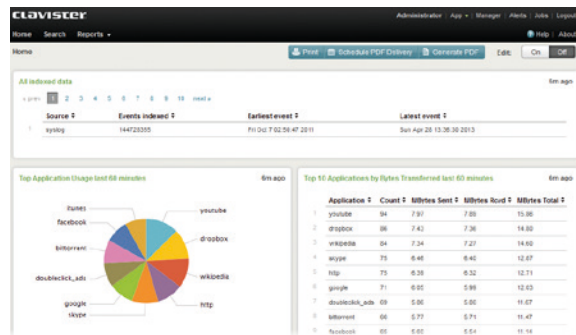 clavister
Administrator | App | Manager | Alerts | Jobs | Logout
Home Search Reports
Help | About
Home
Print Schedule PDF Delivery Generate PDF Edit: On Off
All indexed data 6m ago
« prev 1 2 3 4 5 6 7 8 9 10 next »
Source Events indexed Earliest event Latest event
1 syslog Fri Oct 7 02:58:47 2011 Sun Apr 28 13:36:30 2013
Top Application Usage last 60 minutes 6m ago
itunes
facebook
bittorrent
doubleclick_ads
google
skype
youtube
dropbox
wikipedia
http
Top 10 Applications by Bytes Transferred last 60 minutes 6m ago
Application Count MBytes Sent MBytes Rcvd MBytes Total
1 youtube 94 7.97 7.89 15.86
2 dropbox 86 7.43 7.36 14.80
3 wikipedia 84 7.34 7.27 14.60
4 skype 75 6.46 6.40 12.87
5 http 75 6.39 6.32 12.71
6 google 71 6.05 5.99 12.03
7 doubleclick_ads 69 5.86 5.80 11.67
8 bittorrent 66 5.77 5.71 11.47
9 facebook 5.54